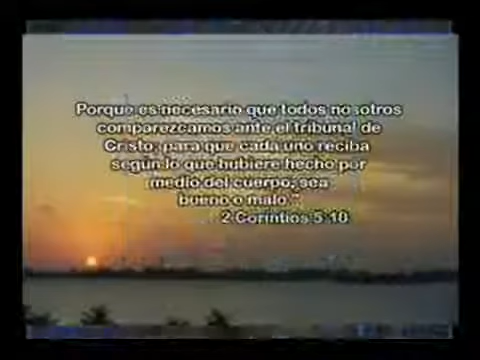 Porque es necesario que todos nosotros
comparezcamos ante el tribunal de
Cristo, para que cada uno reciba
según lo que hubiere hecho por
medio del cuerpo, sea
bueno o malo."
2 Corintios 5:10